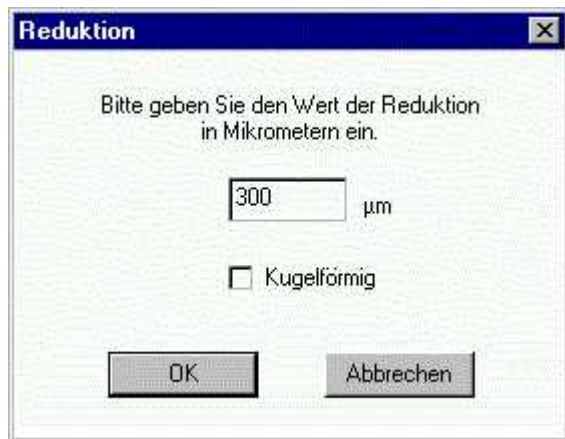 Reduktion
Bitte geben Sie den Wert der Reduktion
in Mikrometern ein.
300 µm
Kugelförmig
OK Abbrechen